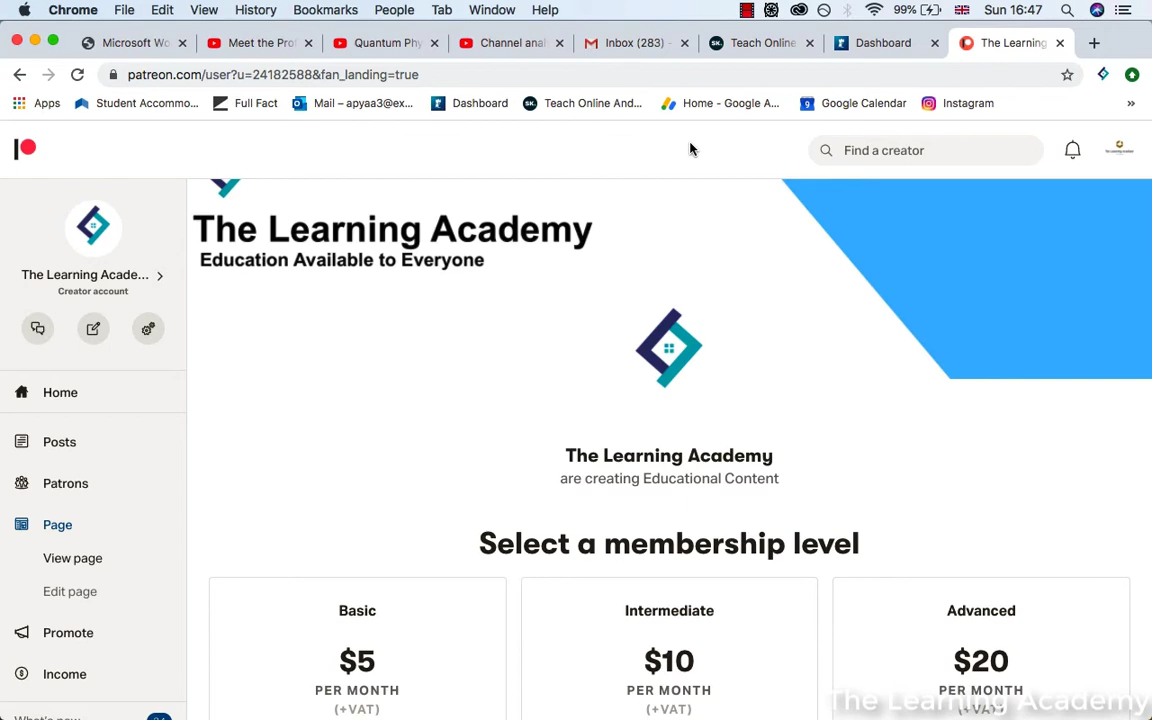 Chrome File Edit View History Bookmarks People Tab Window Help 99% Sun 16:47
Microsoft Wo Meet the Pro Quantum Phy Channel anal Inbox (283) - Teach Online Dashboard The Learning
patreon.com/user?u=24182588&fan_landing=true
Apps Student Accommo... Full Fact Mail – apyaa3@ex... Dashboard Teach Online And... Home - Google A... Google Calendar Instagram »
Find a creator
The Learning Academy
Education Available to Everyone
The Learning Acade...
Creator account
Home
Posts
Patrons
Page
View page
Edit page
Promote
Income
What's new 24
The Learning Academy
are creating Educational Content
Select a membership level
Basic
$5
PER MONTH
(+VAT)
Intermediate
$10
PER MONTH
(+VAT)
Advanced
$20
PER MONTH
(+VAT)
The Learning Academy